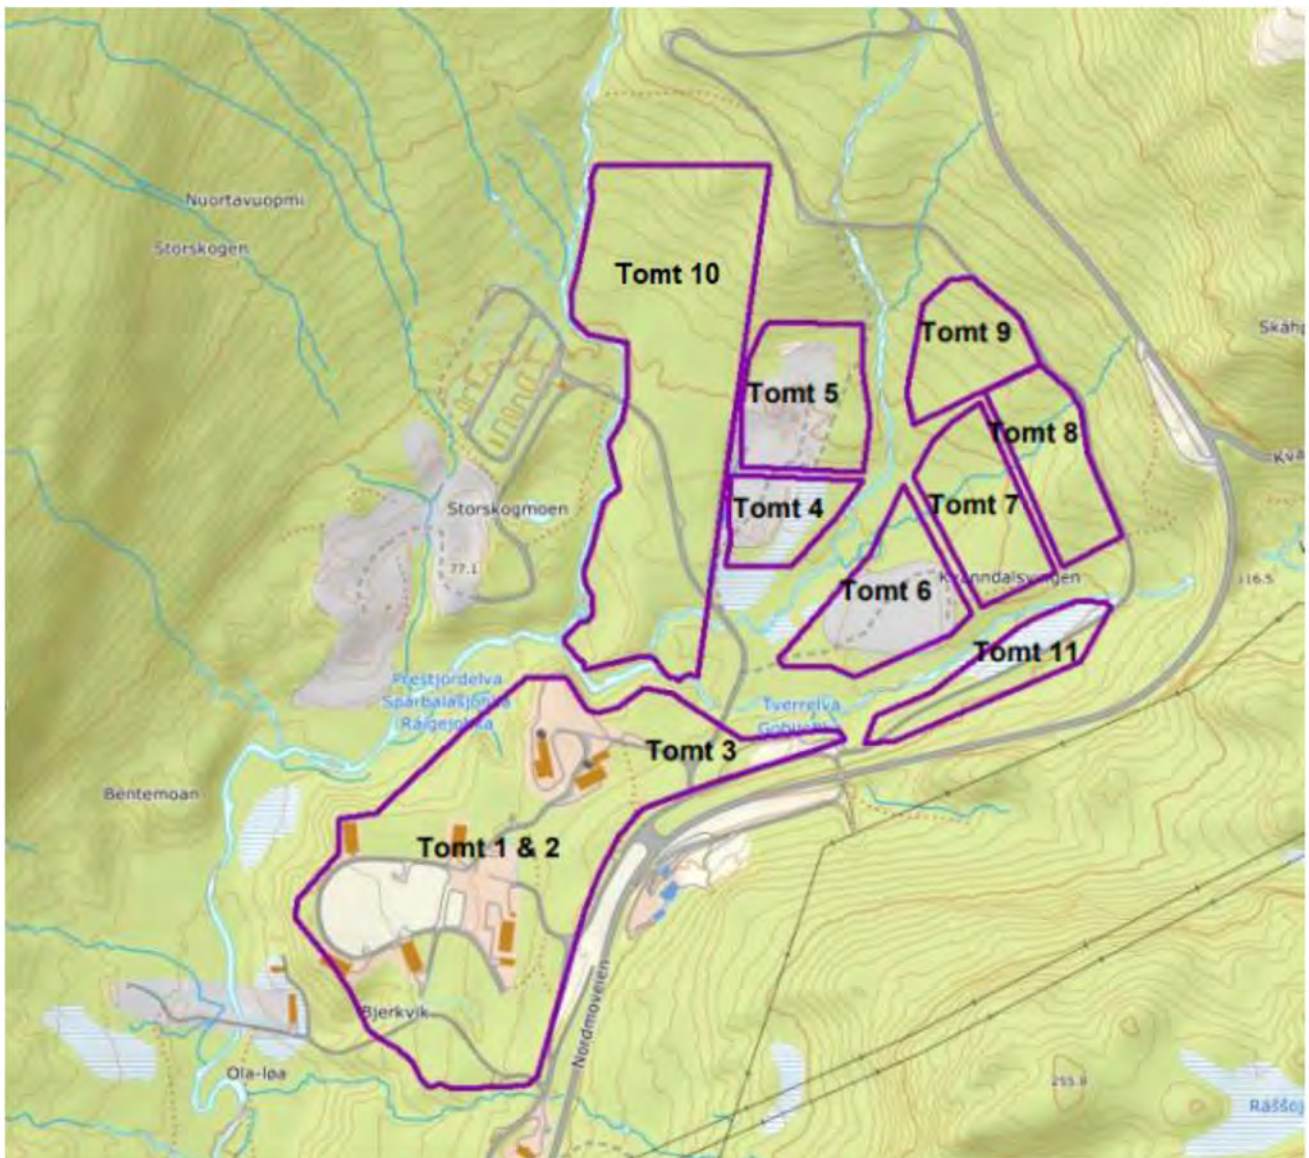 Nuortavuopmi
Storskogen
Tomt 10
Tomt 9
Tomt 5
Tomt 8
Storskogmoen
Tomt 4
Tomt 7
77.1
Tomt 6
116.5
Tomt 11
Prestjordelva
Tverrelva
Tomt 3
Bentemoan
Tomt 1 & 2
Bjerkvik
Nordmoveien
Ola-løa
255.8